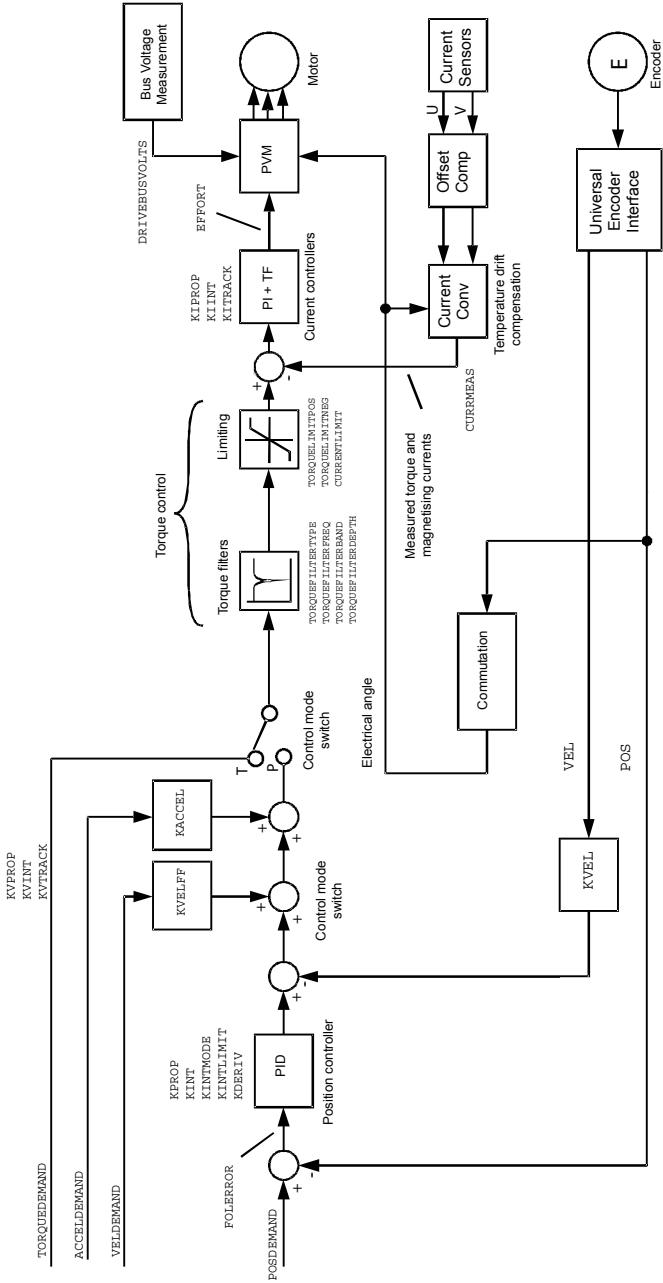 TORQUEDEMAND
ACCELDEMAND
VELDEMAND
POSDEMAND
FOLERROR
+
-
KPROP
KINT
KINTMODE
KINTLIMIT
KDERIV
PID
Position controller
+
-
KVPROP
KVINT
KVTRACK
KVELFF
+
+
Control mode
switch
KACCEL
+
+
T
P
Control mode
switch
Torque control
Torque filters
TORQUEFILTERTYPE
TORQUEFILTERFREQ
TORQUEFILTERBAND
TORQUEFILTERDEPTH
Limiting
TORQUELIMITPOS
TORQUELIMITNEG
CURRENTLIMIT
+
-
KIPROP
KIINT
KITRACK
PI + TF
Current controllers
EFFORT
DRIVEBUSVOLTS
Bus Voltage
Measurement
PVM
Motor
Electrical angle
Measured torque and
magnetising currents
CURRMEAS
Current
Conv
Temperature drift
compensation
Offset
Comp
U
V
Current
Sensors
Commutation
KVEL
VEL
POS
Universal
Encoder
Interface
E
Encoder